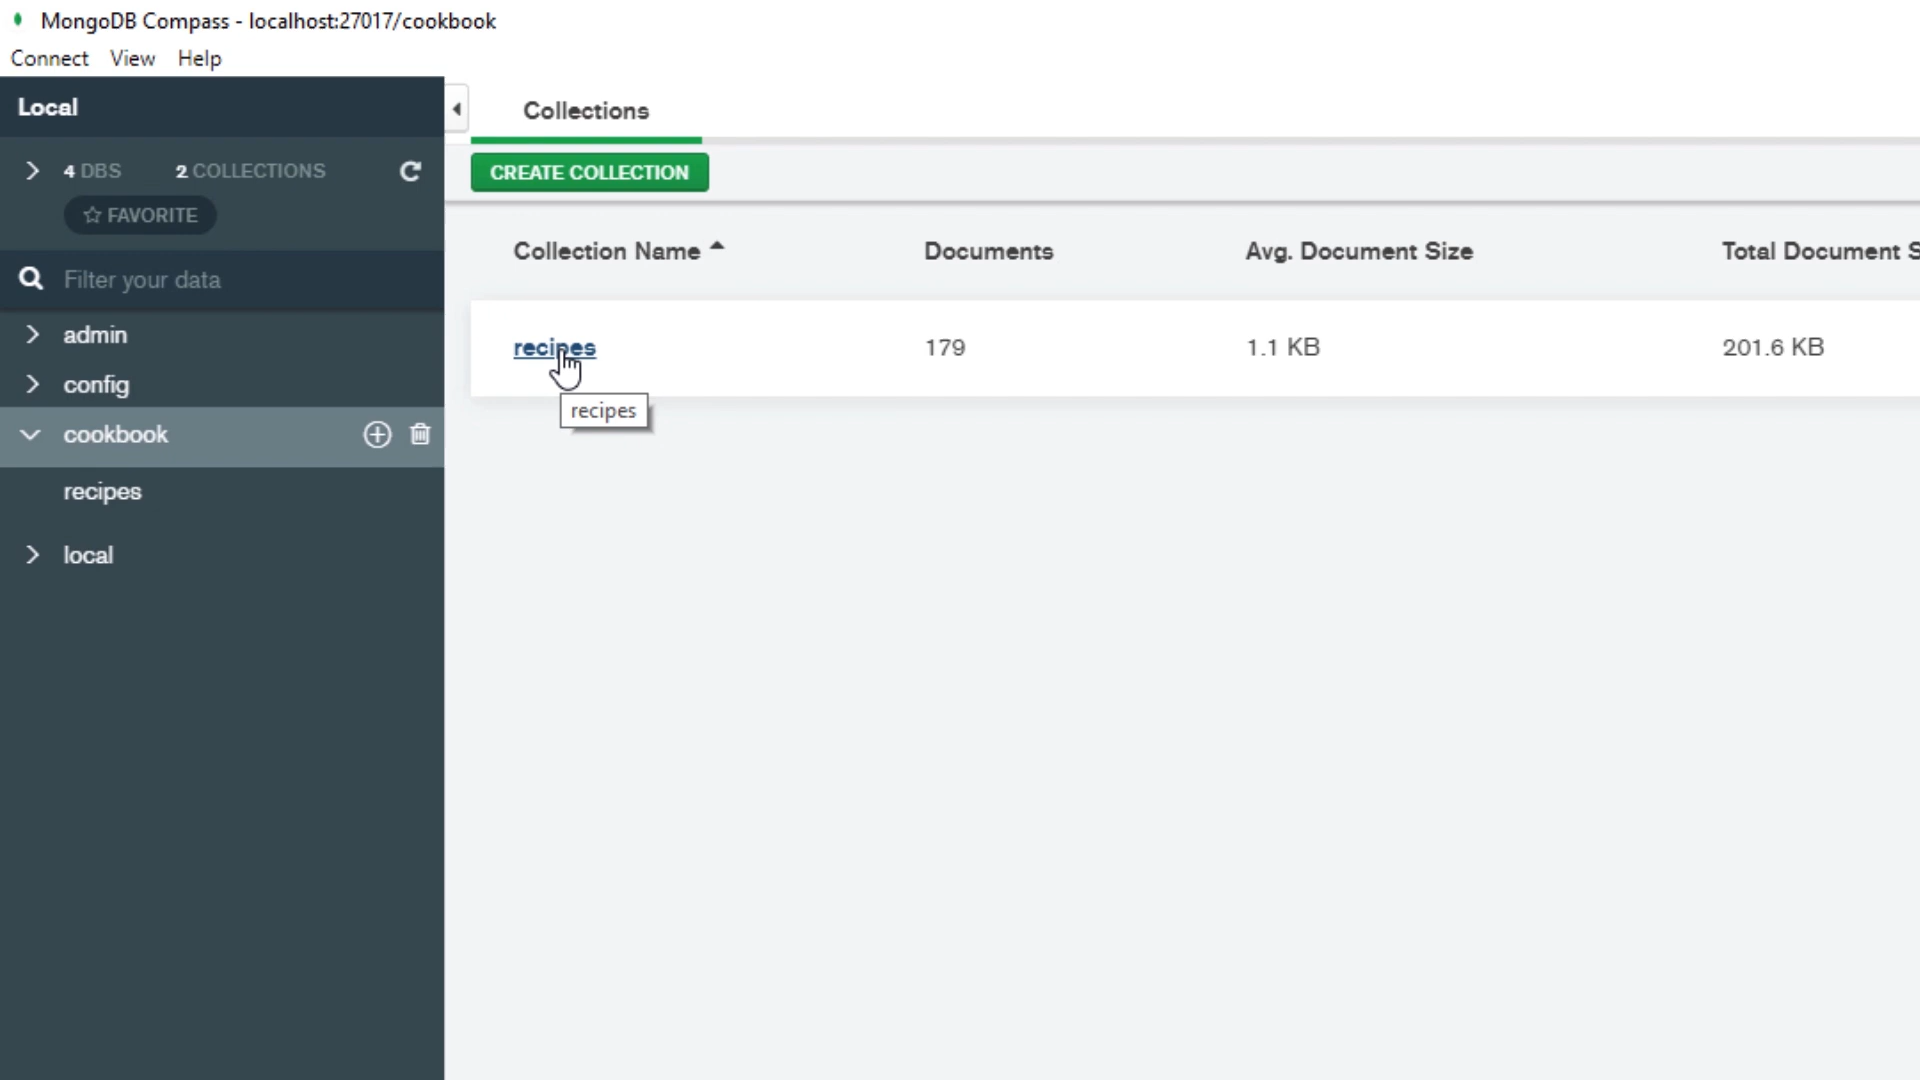 MongoDB Compass - localhost:27017/cookbook
Connect View Help
Local
4 DBS 2 COLLECTIONS
FAVORITE
Filter your data
admin
config
cookbook
recipes
local
Collections
CREATE COLLECTION
Collection Name Documents Avg. Document Size Total Document S
recipes 179 1.1 KB 201.6 KB
recipes